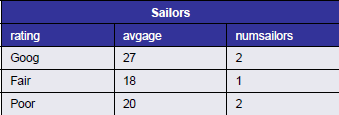 Sailors
rating avgage numsailors
Goog 27 2
Fair 18 1
Poor 20 2